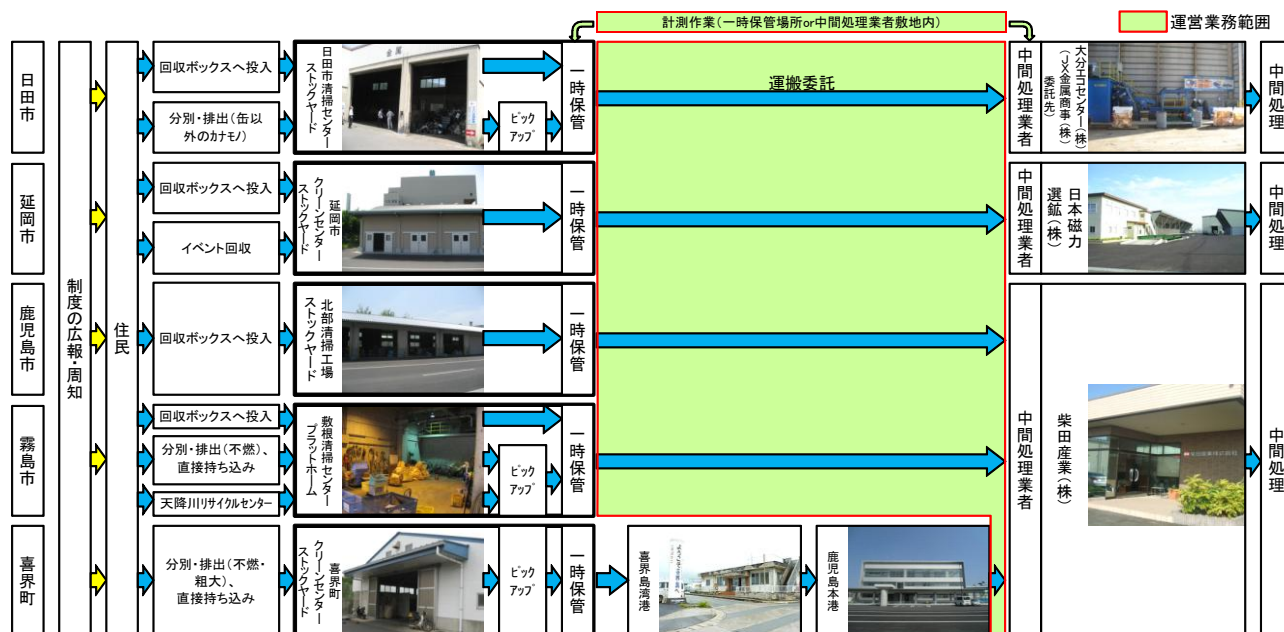 計測作業(一時保管場所or中間処理業者敷地内)
運営業務範囲
日田市
延岡市
鹿児島市
霧島市
喜界町
制度の広報・周知
住民
回収ボックスへ投入
分別・排出(缶以
外のカナモノ)
日田市清掃センター
ストックヤード
ピック
アップ
一時保管
運搬委託
中間処理業者
大分エコセンター(株)
(JX金属商事(株)
委託先)
中間処理
回収ボックスへ投入
イベント回収
延岡市
クリーンセンター
ストックヤード
一時保管
中間処理業者
日本磁力
選鉱(株)
中間処理
回収ボックスへ投入
北部清掃工場
ストックヤード
一時保管
回収ボックスへ投入
分別・排出(不燃)、
直接持ち込み
天降川リサイクルセンター
敷根清掃センター
プラットホーム
ピック
アップ
一時保管
中間処理業者
柴田産業(株)
中間処理
分別・排出(不燃・
粗大)、
直接持ち込み
喜界町
クリーンセンター
ストックヤード
ピック
アップ
一時保管
喜界島湾港
鹿児島本港